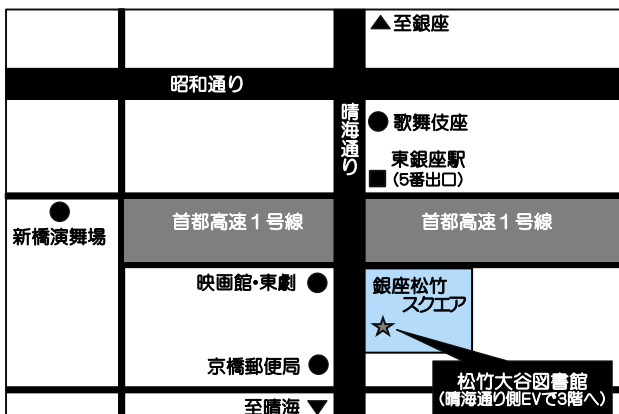 ▲至銀座
昭和通り
晴海通り
●歌舞伎座
東銀座駅
■(5番出口)
新橋演舞場
首都高速1号線
首都高速1号線
映画館・東劇●
銀座松竹
スクエア
京橋郵便局●
松竹大谷図書館
(晴海通り側EVで3階へ)
至晴海▼